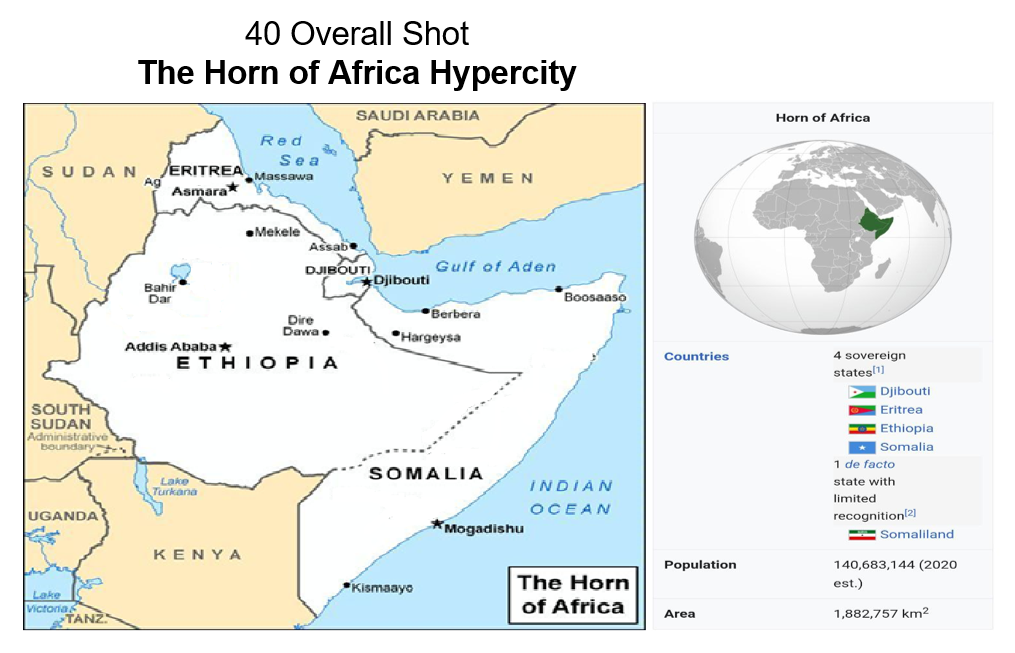 40 Overall Shot
The Horn of Africa Hypercity
SAUDI ARABIA
Red
Sea
SUDAN
ERITREA
Ag
Asmara
Massawa
YEMEN
Mekele
Assab
DJIBOUTI
Djibouti
Gulf of Aden
Bahir
Dar
Boosaaso
Berbera
Dire
Dawa
Hargeysa
Addis Ababa
ETHIOPIA
SOUTH
SUDAN
Administrative
boundary
SOMALIA
Lake
Turkana
INDIAN
OCEAN
UGANDA
Mogadishu
KENYA
Kismaayo
Lake
Victoria
TANZ.
The Horn
of Africa
Horn of Africa
Countries
4 sovereign
states[1]
Djibouti
Eritrea
Ethiopia
Somalia
1 de facto
state with
limited
recognition[2]
Somaliland
Population
140,683,144 (2020
est.)
Area
1,882,757 km2